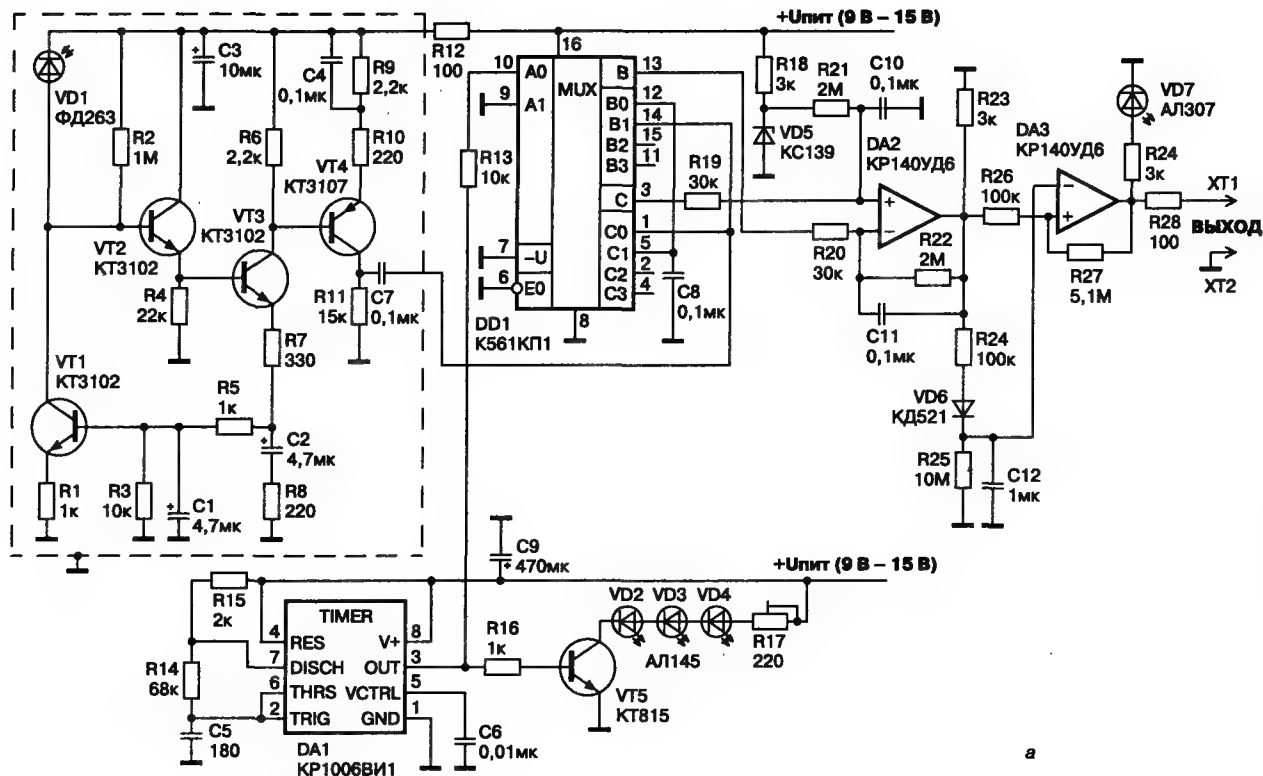 +Uпит (9 В – 15 В)
VD1
ФД263
R2
1М
C3
10мк
C4
0,1мк
R9
2,2к
R6
2,2к
R10
220
VT4
КТ3107
VT2
КТ3102
VT3
КТ3102
R4
22к
R11
15к
C7
0,1мк
R7
330
VT1
КТ3102
R5
1к
C2
4,7мк
R1
1к
R3
10к
C1
4,7мк
R8
220
R12
100
R13
10к
16
10
A0
9
A1
MUX
7
–U
6
E0
8
DD1
К561КП1
B
13
B0
12
B1
14
B2
15
B3
11
C
3
C0
1
C1
5
C2
2
C3
4
C8
0,1мк
R18
3к
VD5
КС139
R21
2М
C10
0,1мк
R19
30к
R20
30к
DA2
КР140УД6
+
–
R22
2М
C11
0,1мк
R23
3к
R24
100к
VD6
КД521
R25
10М
C12
1мк
R26
100к
DA3
КР140УД6
–
+
R27
5,1М
VD7
АЛ307
R24
3к
R28
100
XT1
ВЫХОД
XT2
C9
+ 470мк
+Uпит (9 В – 15 В)
R15
2к
R14
68к
C5
180
TIMER
4
RES
7
DISCH
6
THRS
2
TRIG
V+
8
OUT
3
VCTRL
5
GND
1
DA1
КР1006ВИ1
C6
0,01мк
R16
1к
VD2
VD3
VD4
АЛ145
R17
220
VT5
КТ815
а